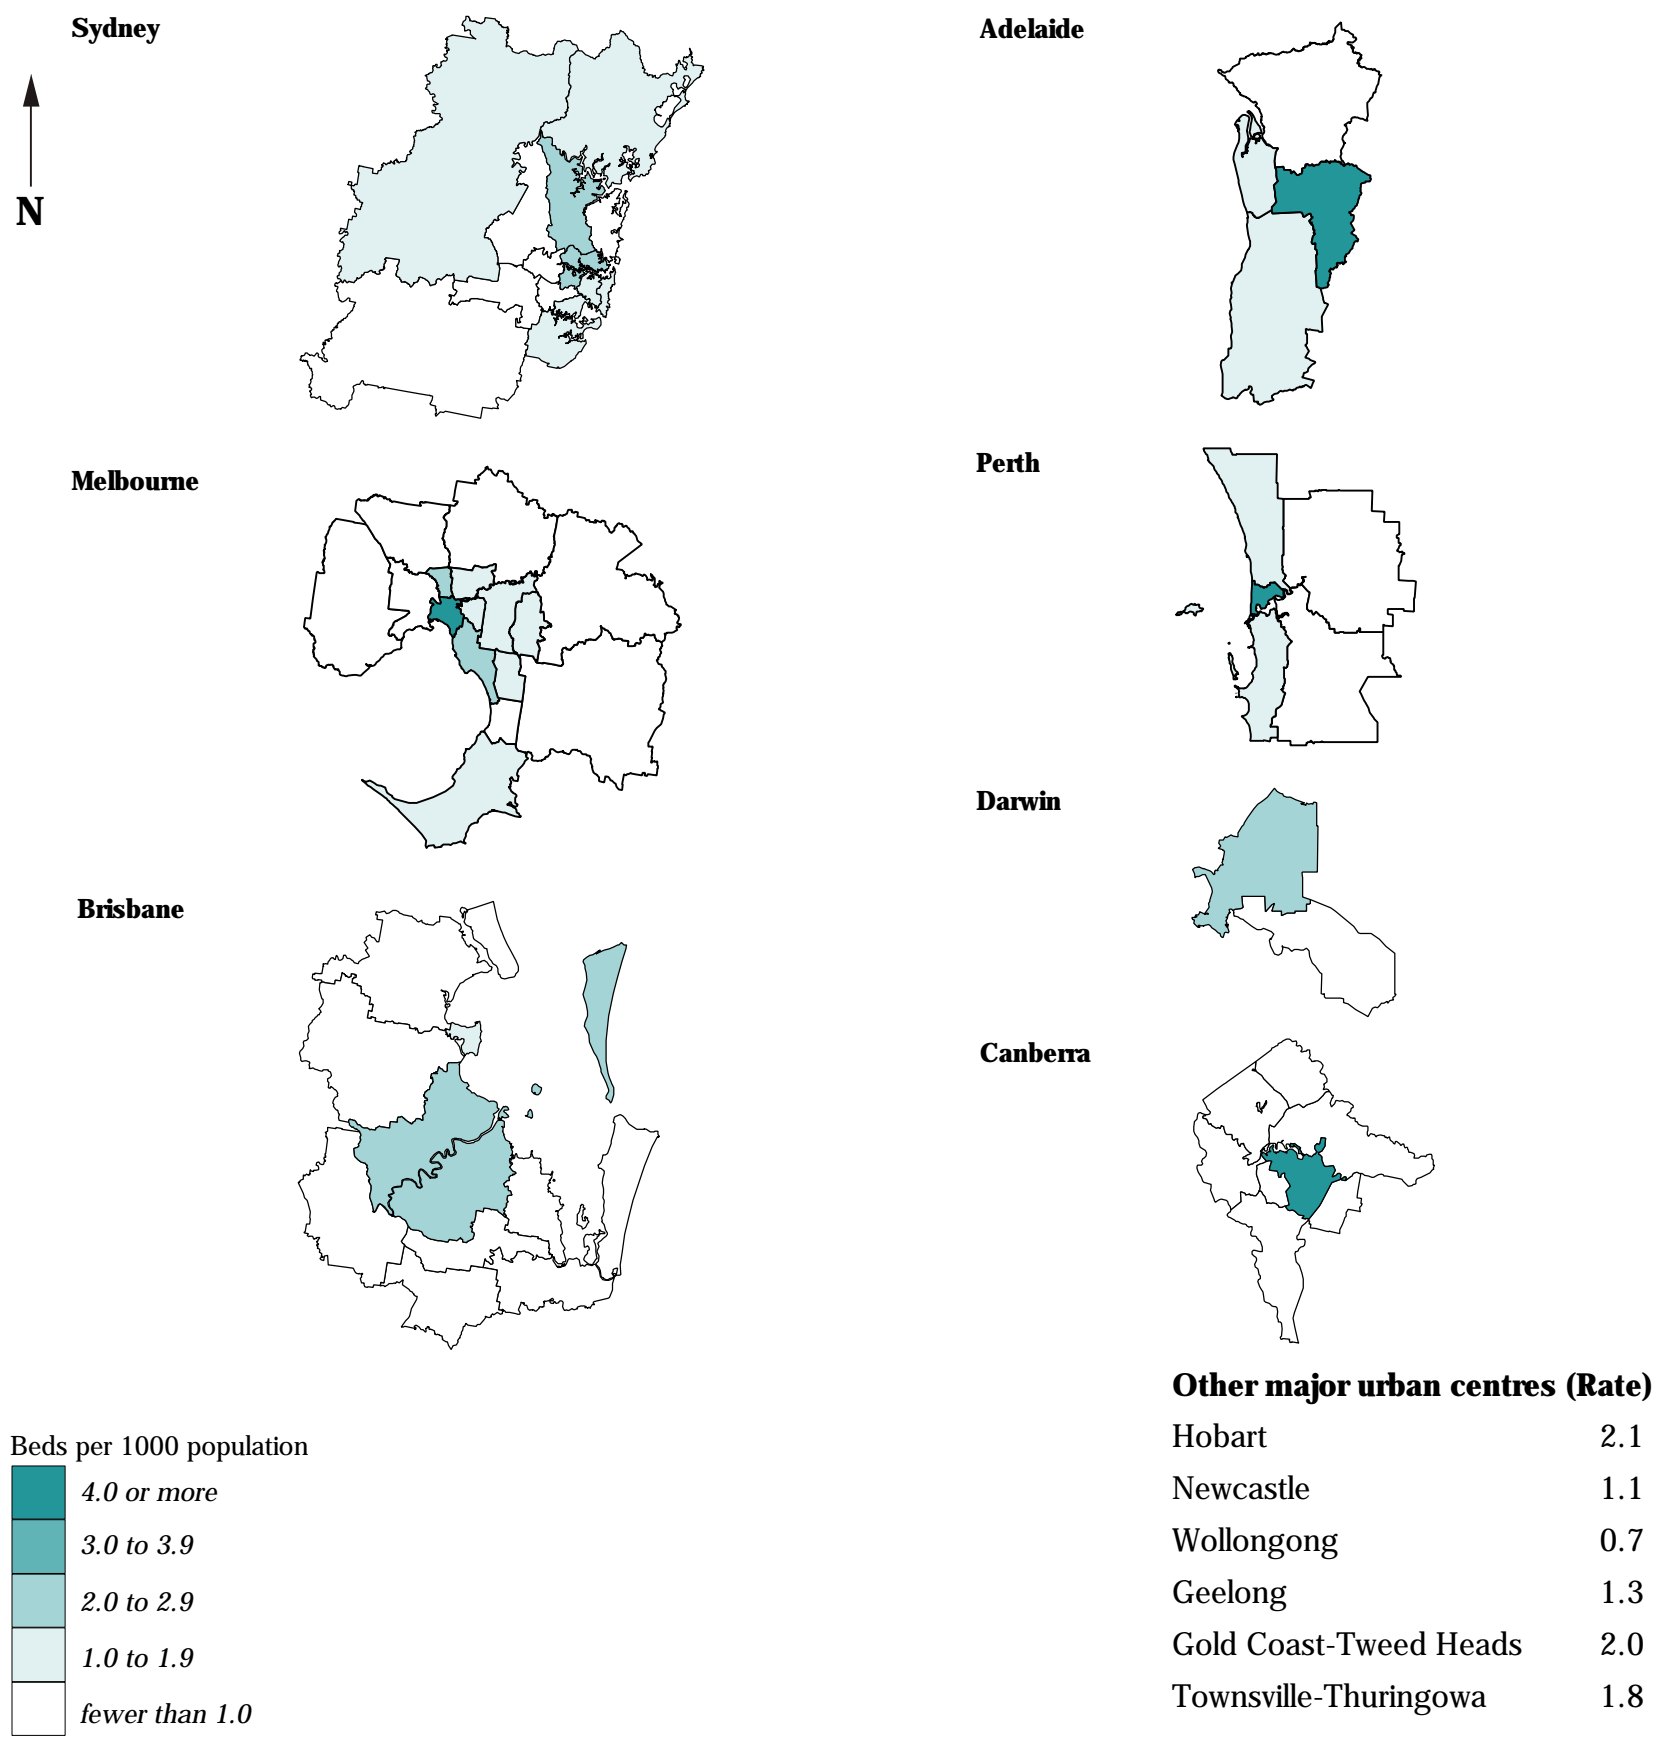 Sydney
Adelaide
N
Melbourne
Perth
Darwin
Brisbane
Canberra
Other major urban centres (Rate)
Hobart 2.1
Newcastle 1.1
Wollongong 0.7
Geelong 1.3
Gold Coast-Tweed Heads 2.0
Townsville-Thuringowa 1.8
Beds per 1000 population
4.0 or more
3.0 to 3.9
2.0 to 2.9
1.0 to 1.9
fewer than 1.0